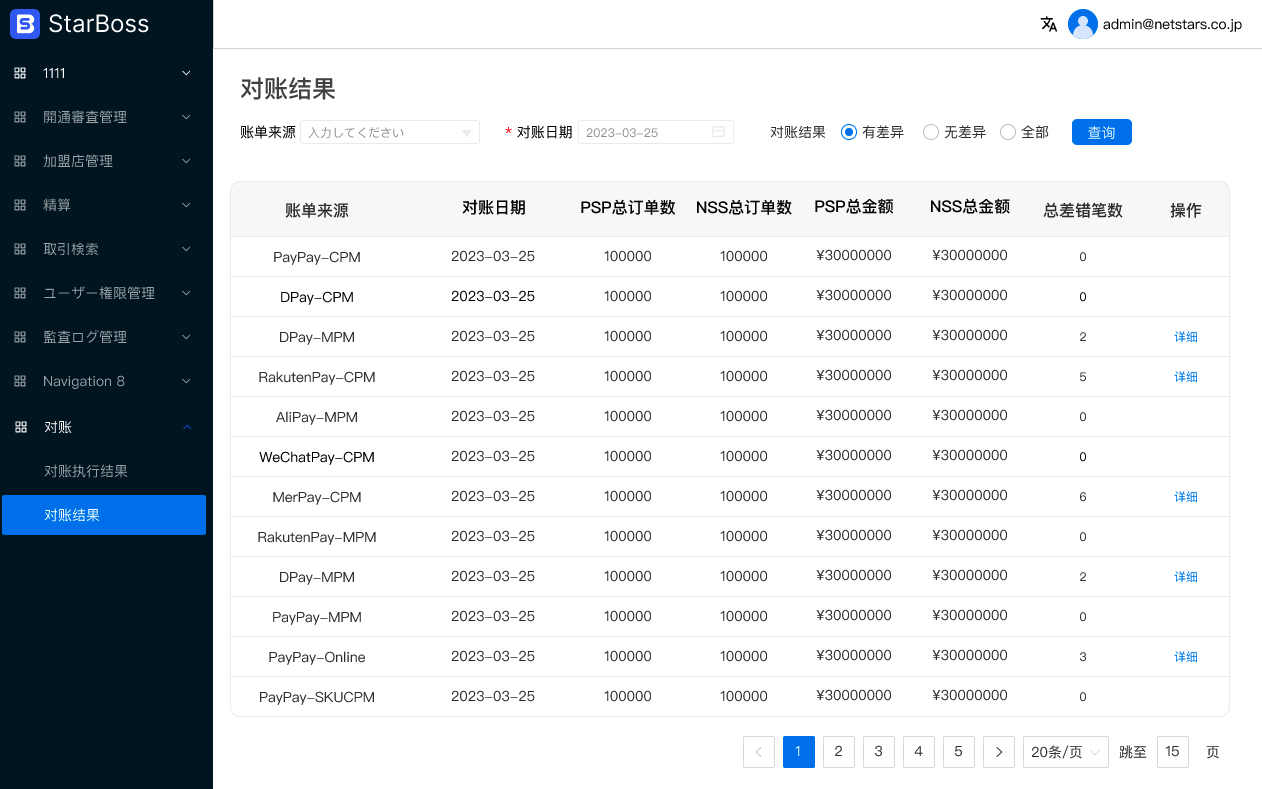 StarBoss
admin@netstars.co.jp
1111
開通審査管理
加盟店管理
精算
取引検索
ユーザー権限管理
監査ログ管理
Navigation 8
对账
对账执行结果
对账结果
对账结果
账单来源 入力してください * 对账日期 2023-03-25 对账结果 有差异 无差异 全部 查询
账单来源 对账日期 PSP总订单数 NSS总订单数 PSP总金额 NSS总金额 总差错笔数 操作
PayPay-CPM 2023-03-25 100000 100000 ¥30000000 ¥30000000 0
DPay-CPM 2023-03-25 100000 100000 ¥30000000 ¥30000000 0
DPay-MPM 2023-03-25 100000 100000 ¥30000000 ¥30000000 2 详细
RakutenPay-CPM 2023-03-25 100000 100000 ¥30000000 ¥30000000 5 详细
AliPay-MPM 2023-03-25 100000 100000 ¥30000000 ¥30000000 0
WeChatPay-CPM 2023-03-25 100000 100000 ¥30000000 ¥30000000 0
MerPay-CPM 2023-03-25 100000 100000 ¥30000000 ¥30000000 6 详细
RakutenPay-MPM 2023-03-25 100000 100000 ¥30000000 ¥30000000 0
DPay-MPM 2023-03-25 100000 100000 ¥30000000 ¥30000000 2 详细
PayPay-MPM 2023-03-25 100000 100000 ¥30000000 ¥30000000 0
PayPay-Online 2023-03-25 100000 100000 ¥30000000 ¥30000000 3 详细
PayPay-SKUCPM 2023-03-25 100000 100000 ¥30000000 ¥30000000 0
< 1 2 3 4 5 > 20条/页 跳至 15 页